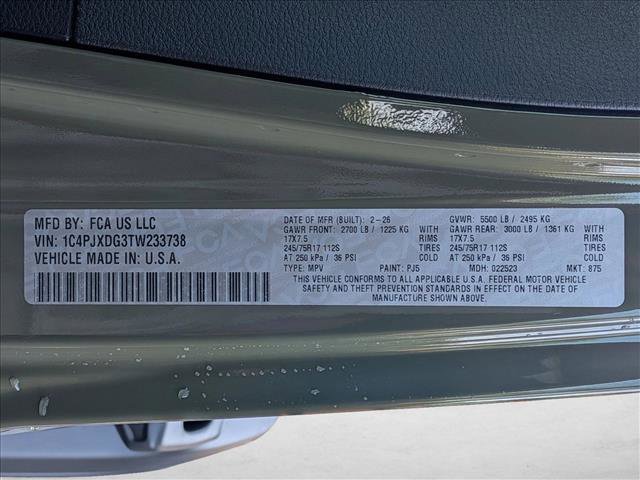 MFD BY: FCA US LLC
VIN: 1C4PJXDG3TW233738
VEHICLE MADE IN: U.S.A.
DATE OF MFR (BUILT): 2-26 GVWR: 5500 LB / 2495 KG
GAWR FRONT: 2700 LB / 1225 KG GAWR REAR: 3000 LB / 1361 KG
17X7.5 RIMS 17X7.5 RIMS
245/75R17 112S TIRES 245/75R17 112S TIRES
AT 250 kPa / 36 PSI COLD AT 250 kPa / 36 PSI COLD
TYPE: MPV PAINT: PJ5 MDH: 022523 MKT: 875
THIS VEHICLE CONFORMS TO ALL APPLICABLE U.S.A. FEDERAL MOTOR VEHICLE
SAFETY AND THEFT PREVENTION STANDARDS IN EFFECT ON THE DATE OF
MANUFACTURE SHOWN ABOVE